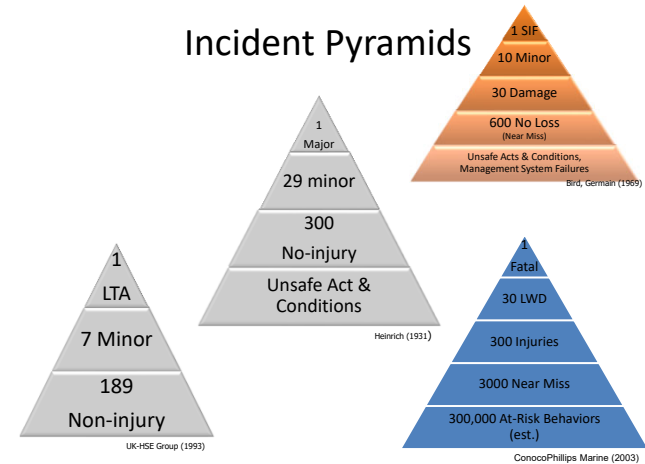 Incident Pyramids
1 SIF
10 Minor
30 Damage
600 No Loss
(Near Miss)
Unsafe Acts & Conditions,
Management System Failures
Bird, Germain (1969)
1
Major
29 minor
300
No-injury
Unsafe Act &
Conditions
Heinrich (1931)
1
LTA
7 Minor
189
Non-injury
UK-HSE Group (1993)
1
Fatal
30 LWD
300 Injuries
3000 Near Miss
300,000 At-Risk Behaviors
(est.)
ConocoPhillips Marine (2003)